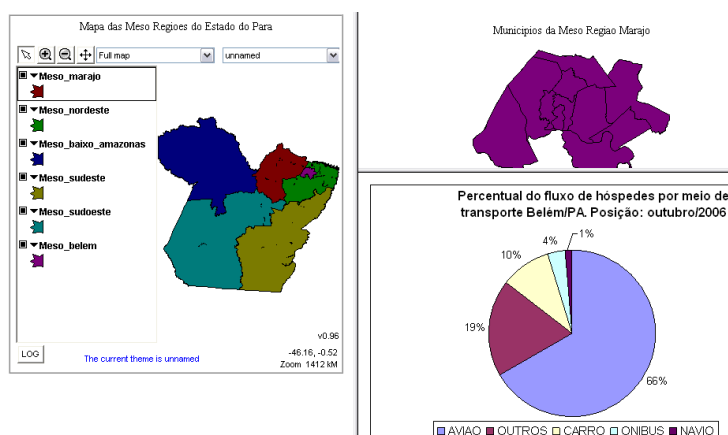 Mapa das Meso Regioes do Estado do Para
Full map
unnamed
Meso_marajo
Meso_nordeste
Meso_baixo_amazonas
Meso_sudeste
Meso_sudoeste
Meso_belem
v0.96
LOG
The current theme is unnamed
-46.16, -0.52
Zoom 1412 kM
Municipios da Meso Regiao Marajo
Percentual do fluxo de hóspedes por meio de
transporte Belém/PA. Posição: outubro/2006
1%
4%
10%
19%
66%
AVIAO OUTROS CARRO ONIBUS NAVIO